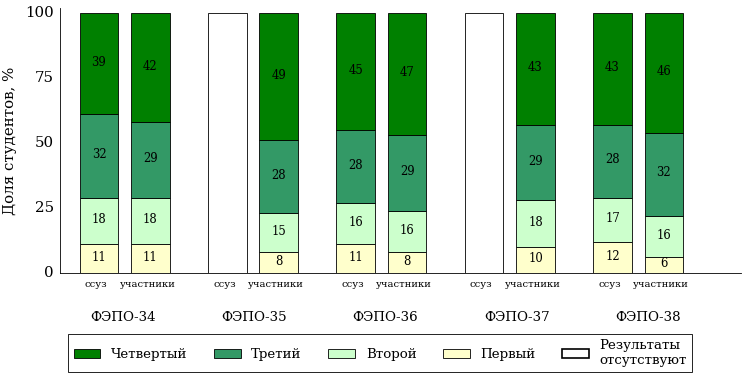 Доля студентов, %
100
75
50
25
0
39 42 49 45 47 43 43 46
32 29 28 28 29 29 28 32
18 18 15 16 16 18 17 16
11 11 8 11 8 10 12 6
ссуз участники ссуз участники ссуз участники ссуз участники ссуз участники
ФЭПО-34 ФЭПО-35 ФЭПО-36 ФЭПО-37 ФЭПО-38
Четвертый Третий Второй Первый Результаты
отсутствуют